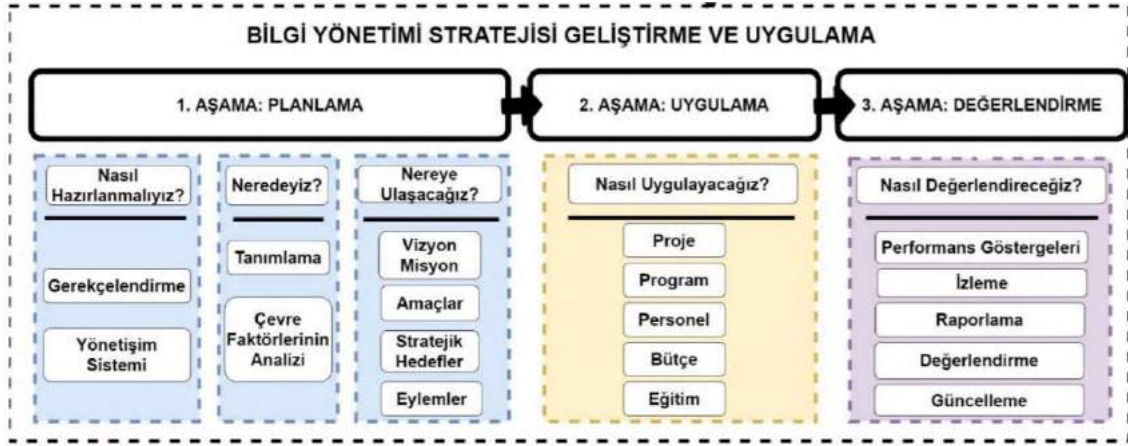 BİLGİ YÖNETİMİ STRATEJİSİ GELİŞTİRME VE UYGULAMA
1. AŞAMA: PLANLAMA
2. AŞAMA: UYGULAMA
3. AŞAMA: DEĞERLENDİRME
Nasıl
Hazırlanmalıyız?
Gerekçelendirme
Yönetişim
Sistemi
Neredeyiz?
Tanımlama
Çevre
Faktörlerinin
Analizi
Nereye
Ulaşacağız?
Vizyon
Misyon
Amaçlar
Stratejik
Hedefler
Eylemler
Nasıl Uygulayacağız?
Proje
Program
Personel
Bütçe
Eğitim
Nasıl Değerlendireceğiz?
Performans Göstergeleri
İzleme
Raporlama
Değerlendirme
Güncelleme